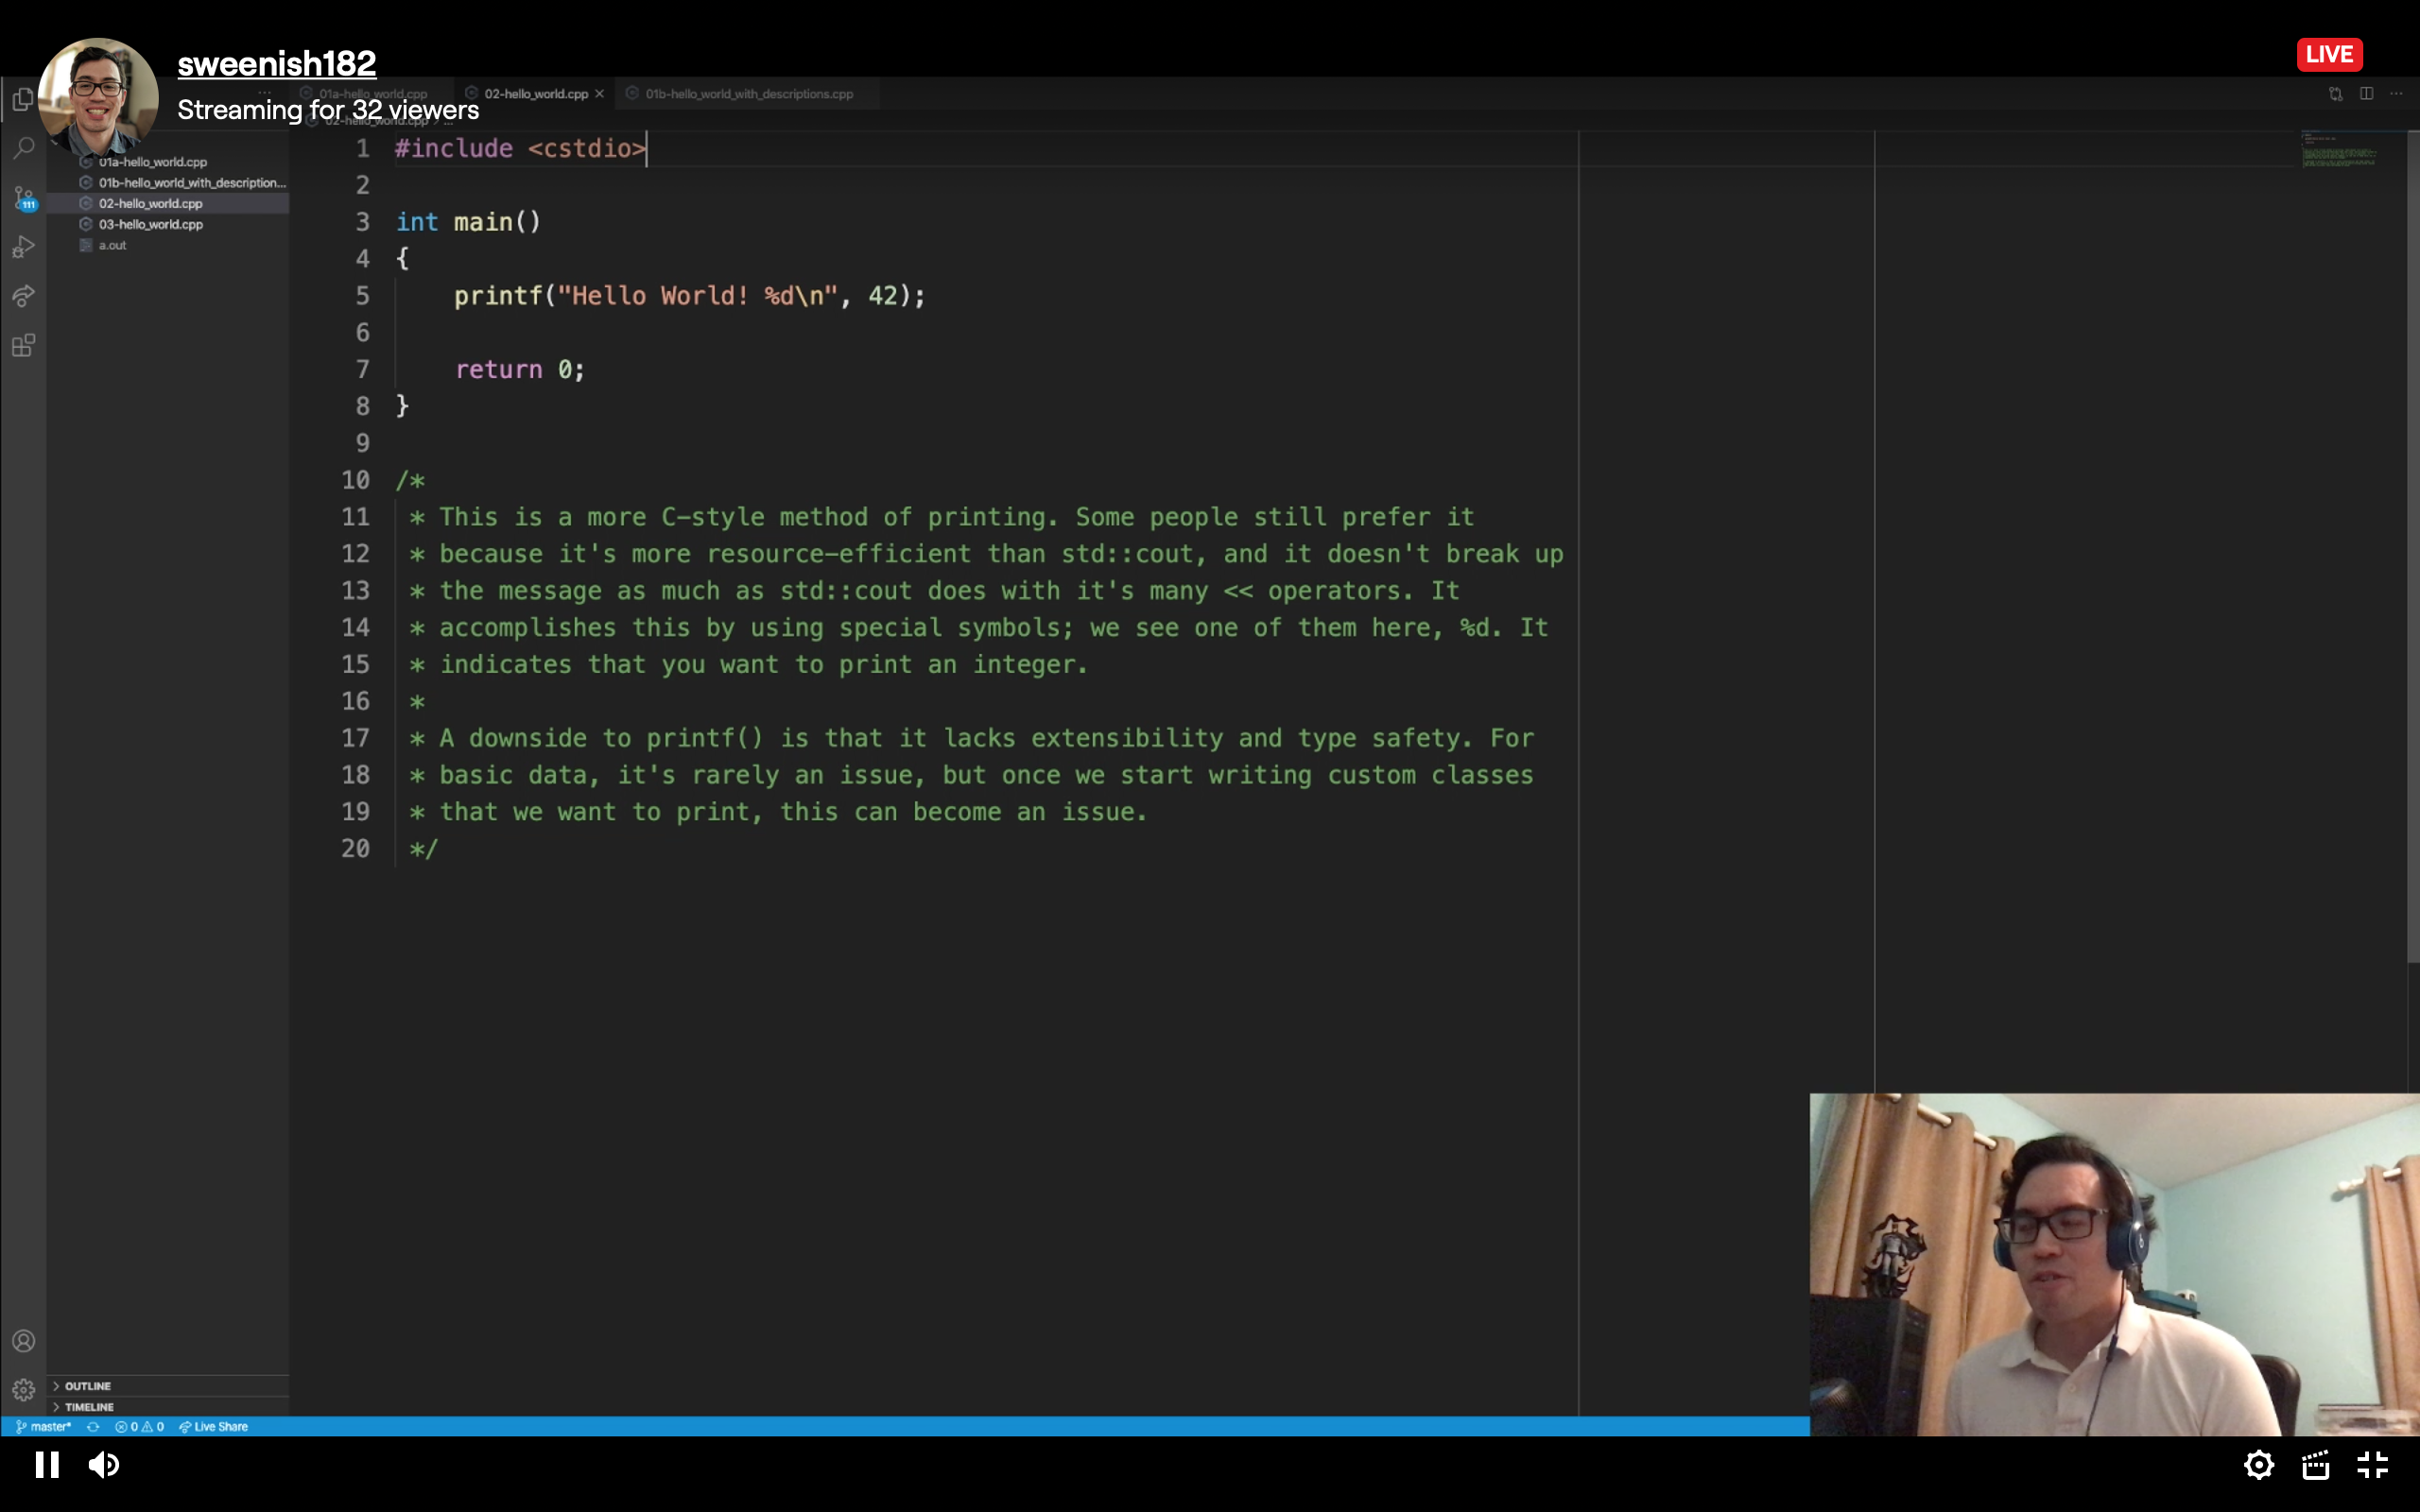 sweenish182
LIVE
Streaming for 32 viewers
01a-hello_world.cpp
02-hello_world.cpp
01b-hello_world_with_descriptions.cpp
02-hello_world.cpp > ...
01a-hello_world.cpp
01b-hello_world_with_description...
02-hello_world.cpp
03-hello_world.cpp
a.out
111
1 #include <cstdio>
2
3 int main()
4 {
5 printf("Hello World! %d\n", 42);
6
7 return 0;
8 }
9
10 /*
11 * This is a more C-style method of printing. Some people still prefer it
12 * because it's more resource-efficient than std::cout, and it doesn't break up
13 * the message as much as std::cout does with it's many << operators. It
14 * accomplishes this by using special symbols; we see one of them here, %d. It
15 * indicates that you want to print an integer.
16 *
17 * A downside to printf() is that it lacks extensibility and type safety. For
18 * basic data, it's rarely an issue, but once we start writing custom classes
19 * that we want to print, this can become an issue.
20 */
OUTLINE
TIMELINE
master* 0 0 Live Share